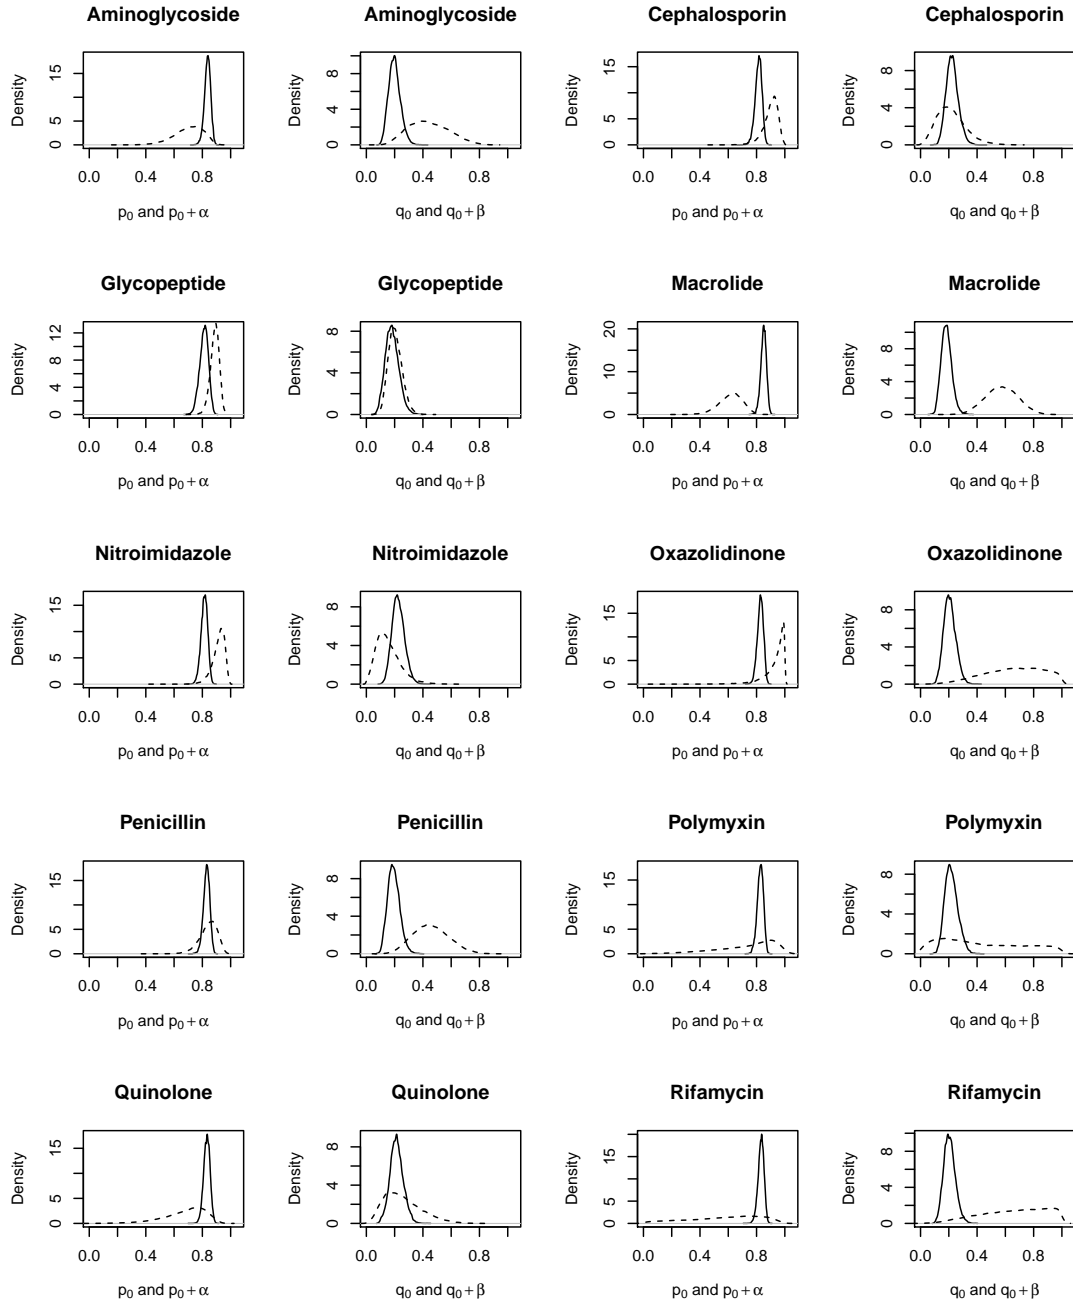 Aminoglycoside
Density
0 5 15
0.0 0.4 0.8
p₀ and p₀ + α
Aminoglycoside
Density
0 4 8
0.0 0.4 0.8
q₀ and q₀ + β
Cephalosporin
Density
0 5 15
0.0 0.4 0.8
p₀ and p₀ + α
Cephalosporin
Density
0 4 8
0.0 0.4 0.8
q₀ and q₀ + β
Glycopeptide
Density
0 4 8 12
0.0 0.4 0.8
p₀ and p₀ + α
Glycopeptide
Density
0 4 8
0.0 0.4 0.8
q₀ and q₀ + β
Macrolide
Density
0 10 20
0.0 0.4 0.8
p₀ and p₀ + α
Macrolide
Density
0 4 8
0.0 0.4 0.8
q₀ and q₀ + β
Nitroimidazole
Density
0 5 15
0.0 0.4 0.8
p₀ and p₀ + α
Nitroimidazole
Density
0 4 8
0.0 0.4 0.8
q₀ and q₀ + β
Oxazolidinone
Density
0 5 15
0.0 0.4 0.8
p₀ and p₀ + α
Oxazolidinone
Density
0 4 8
0.0 0.4 0.8
q₀ and q₀ + β
Penicillin
Density
0 5 15
0.0 0.4 0.8
p₀ and p₀ + α
Penicillin
Density
0 4 8
0.0 0.4 0.8
q₀ and q₀ + β
Polymyxin
Density
0 5 15
0.0 0.4 0.8
p₀ and p₀ + α
Polymyxin
Density
0 4 8
0.0 0.4 0.8
q₀ and q₀ + β
Quinolone
Density
0 5 15
0.0 0.4 0.8
p₀ and p₀ + α
Quinolone
Density
0 4 8
0.0 0.4 0.8
q₀ and q₀ + β
Rifamycin
Density
0 5 15
0.0 0.4 0.8
p₀ and p₀ + α
Rifamycin
Density
0 4 8
0.0 0.4 0.8
q₀ and q₀ + β